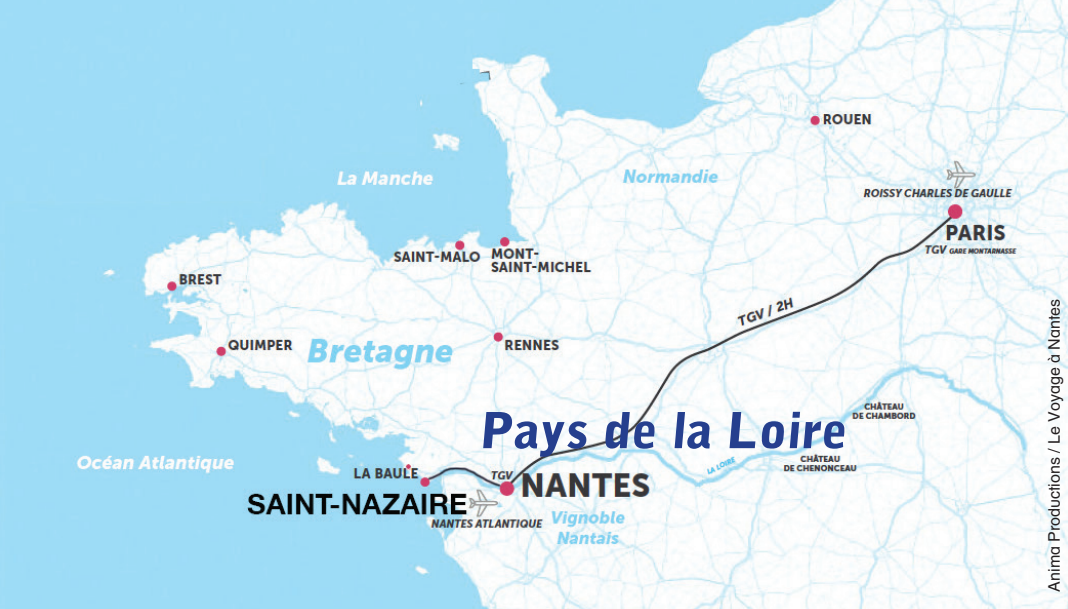 ROUEN
La Manche
Normandie
ROISSY CHARLES DE GAULLE
PARIS
TGV GARE MONTARNASSE
SAINT-MALO
MONT-
SAINT-MICHEL
BREST
TGV / 2H
QUIMPER
Bretagne
RENNES
CHÂTEAU
DE CHAMBORD
Pays de la Loire
Océan Atlantique
LA BAULE
TGV
NANTES
LA LOIRE
CHÂTEAU
DE CHENONCEAU
SAINT-NAZAIRE
NANTES ATLANTIQUE
Vignoble
Nantais
Anima Productions / Le Voyage à Nantes